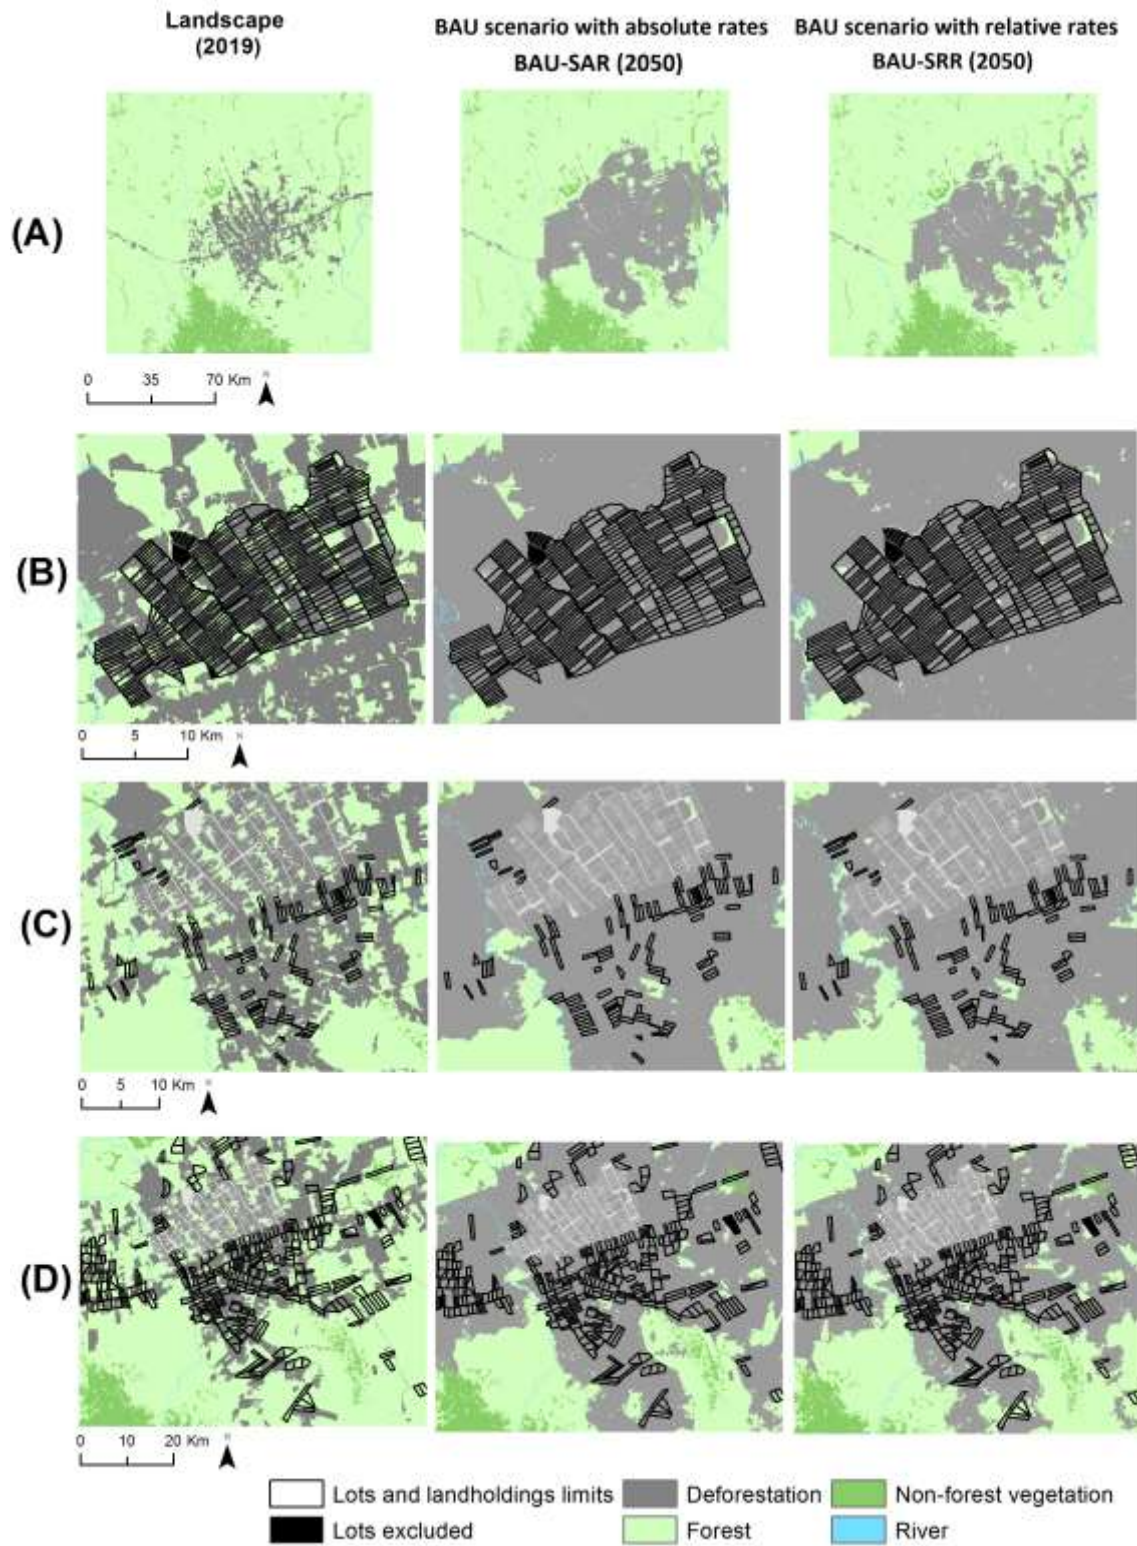 Landscape
(2019)
BAU scenario with absolute rates
BAU-SAR (2050)
BAU scenario with relative rates
BAU-SRR (2050)
(A)
0 35 70 Km
N
(B)
0 5 10 Km
N
(C)
0 5 10 Km
N
(D)
0 10 20 Km
N
Lots and landholdings limits
Deforestation
Non-forest vegetation
Lots excluded
Forest
River